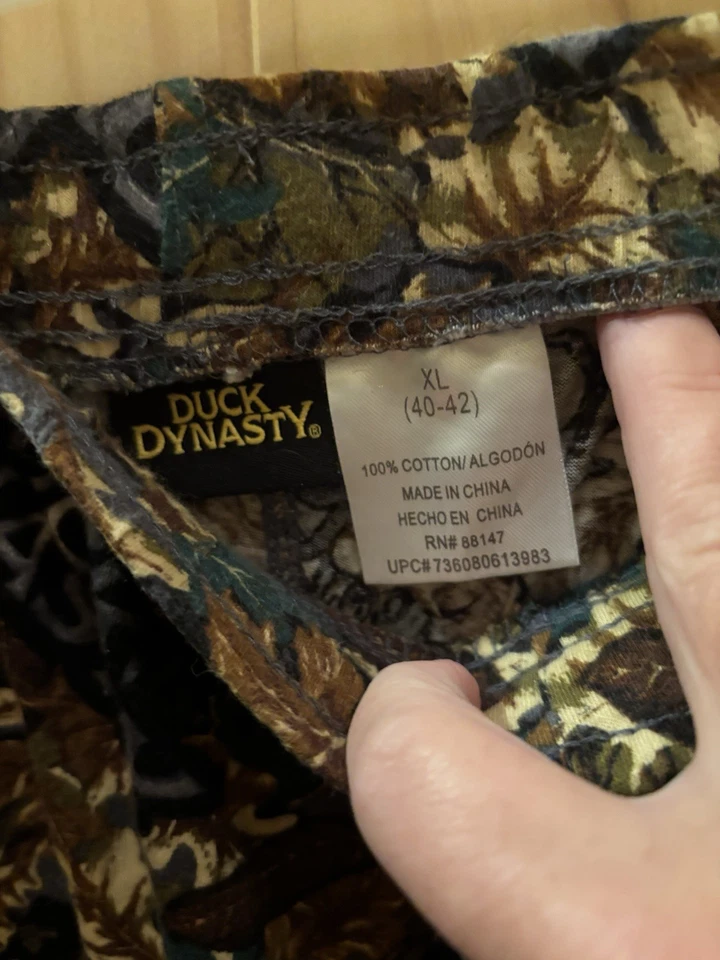 DUCK
DYNASTY®
XL
(40-42)
100% COTTON/ALGODÓN
MADE IN CHINA
HECHO EN CHINA
RN# 88147
UPC#736080613983